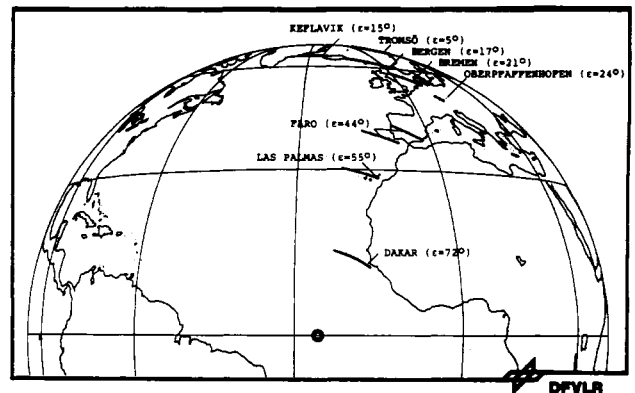 KEFLAVIK (ε=15°)
TROMSÖ (ε=5°)
BERGEN (ε=17°)
BREMEN (ε=21°)
OBERPFAFFENHOFEN (ε=24°)
FARO (ε=44°)
LAS PALMAS (ε=55°)
DAKAR (ε=72°)
DFVLR